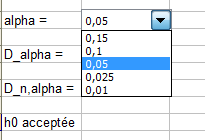 alpha = 0,05
0,15
0,1
D_alpha = 0,05
0,025
D_n,alpha = 0,01
h0 acceptée